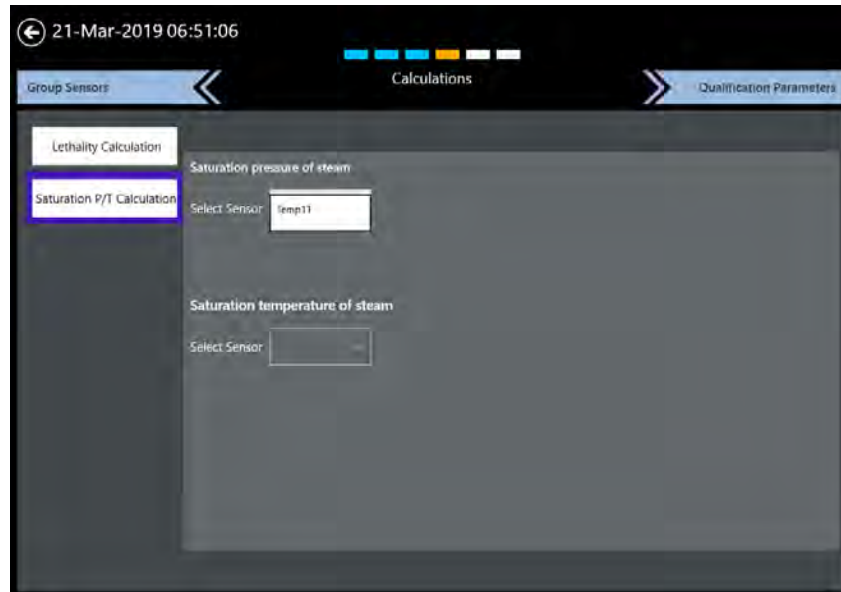 21-Mar-2019 06:51:06
Group Sensors
Calculations
Qualification Parameters
Lethality Calculation
Saturation P/T Calculation
Saturation pressure of steam
Select Sensor
Temp11
Saturation temperature of steam
Select Sensor